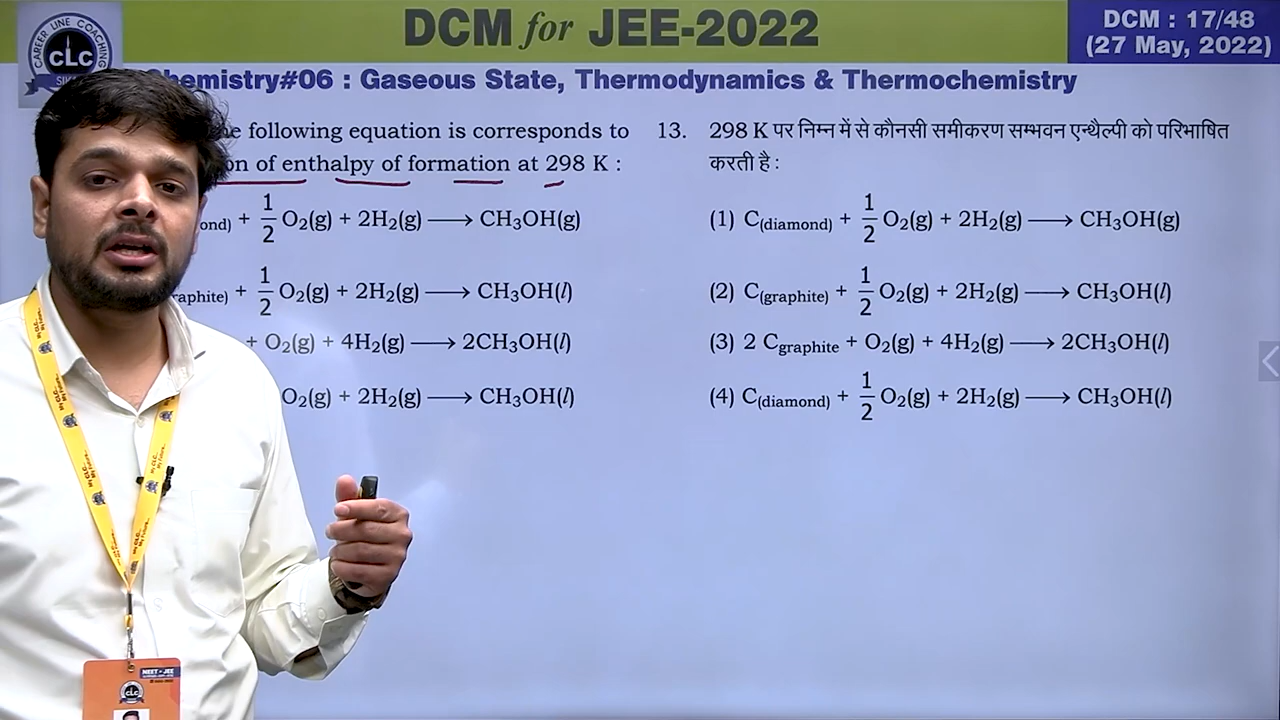 DCM for JEE-2022
DCM : 17/48
(27 May, 2022)
CAREER LINE COACHING
CLC
Chemistry#06 : Gaseous State, Thermodynamics & Thermochemistry
following equation is corresponds to
of enthalpy of formation at 298 K :
+ 1/2 O₂(g) + 2H₂(g) ⟶ CH₃OH(g)
+ 1/2 O₂(g) + 2H₂(g) ⟶ CH₃OH(l)
+ O₂(g) + 4H₂(g) ⟶ 2CH₃OH(l)
O₂(g) + 2H₂(g) ⟶ CH₃OH(l)
13. 298 K पर निम्न में से कौनसी समीकरण सम्भवन एन्थैल्पी को परिभाषित
करती है :
(1) C(diamond) + 1/2 O₂(g) + 2H₂(g) ⟶ CH₃OH(g)
(2) C(graphite) + 1/2 O₂(g) + 2H₂(g) ⟶ CH₃OH(l)
(3) 2 Cgraphite + O₂(g) + 4H₂(g) ⟶ 2CH₃OH(l)
(4) C(diamond) + 1/2 O₂(g) + 2H₂(g) ⟶ CH₃OH(l)
NEET - JEE
CLC